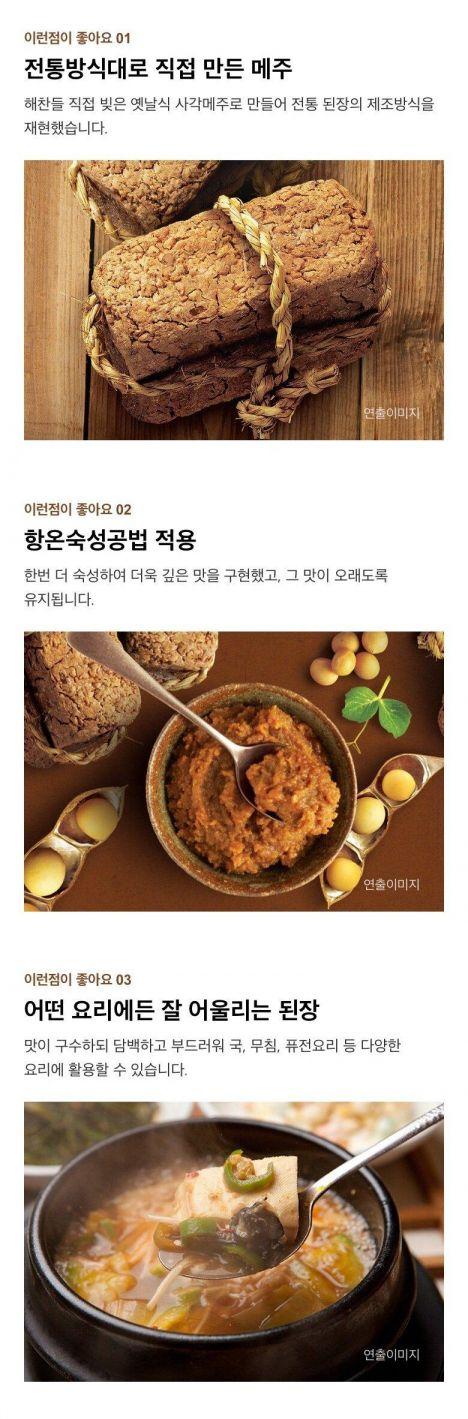 이런점이 좋아요 01
전통방식대로 직접 만든 메주
해찬들 직접 빚은 옛날식 사각메주로 만들어 전통 된장의 제조방식을
재현했습니다.
연출이미지
이런점이 좋아요 02
항온숙성공법 적용
한번 더 숙성하여 더욱 깊은 맛을 구현했고, 그 맛이 오래도록
유지됩니다.
연출이미지
이런점이 좋아요 03
어떤 요리에든 잘 어울리는 된장
맛이 구수하되 담백하고 부드러워 국, 무침, 퓨전요리 등 다양한
요리에 활용할 수 있습니다.
연출이미지